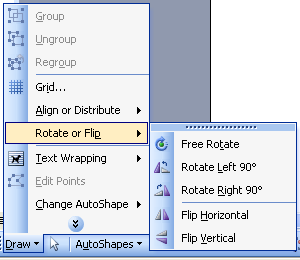 Group
Ungroup
Regroup
Grid...
Align or Distribute
Rotate or Flip
Text Wrapping
Edit Points
Change AutoShape
Free Rotate
Rotate Left 90°
Rotate Right 90°
Flip Horizontal
Flip Vertical
Draw
AutoShapes